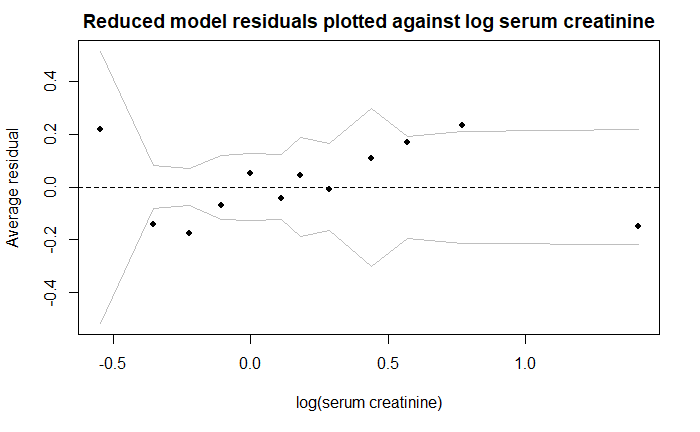 Reduced model residuals plotted against log serum creatinine
Average residual
0.4
0.2
0.0
-0.2
-0.4
-0.5 0.0 0.5 1.0
log(serum creatinine)